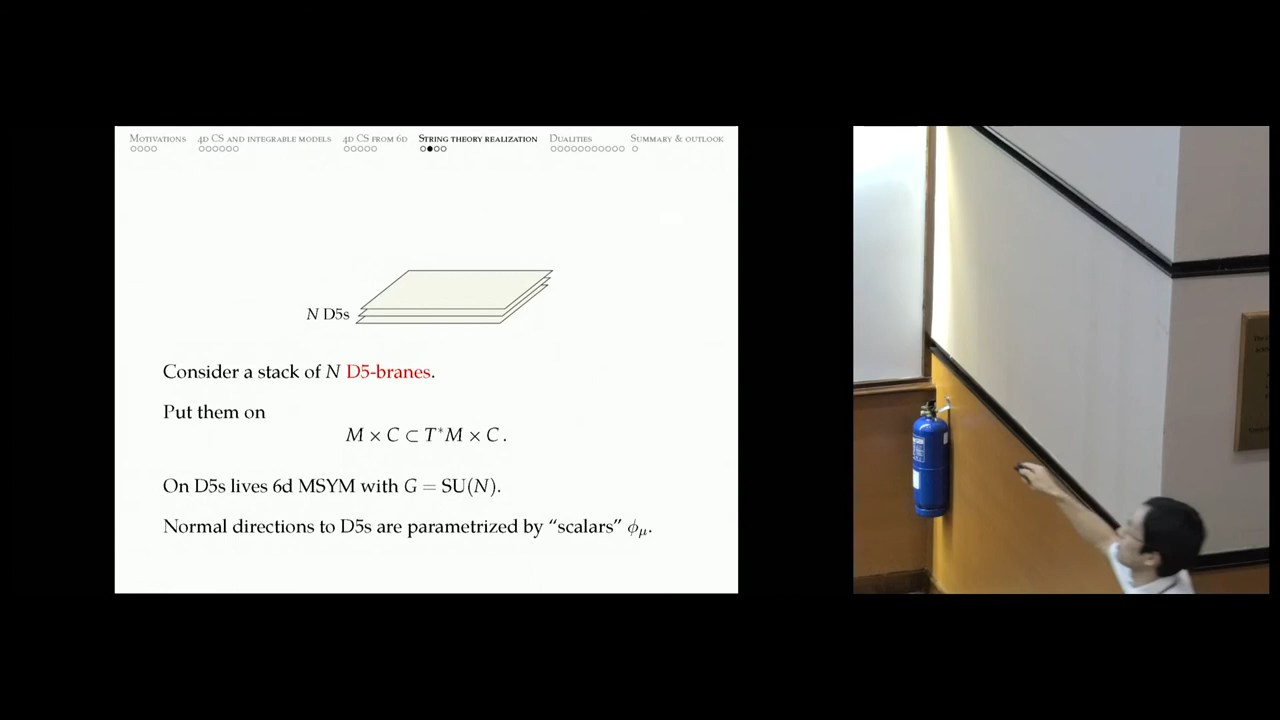 Motivations 4d CS and integrable models 4d CS from 6d String theory realization Dualities Summary & outlook
N D5s
Consider a stack of N D5-branes.
Put them on
M × C ⊂ T*M × C .
On D5s lives 6d MSYM with G = SU(N).
Normal directions to D5s are parametrized by “scalars” ϕμ.